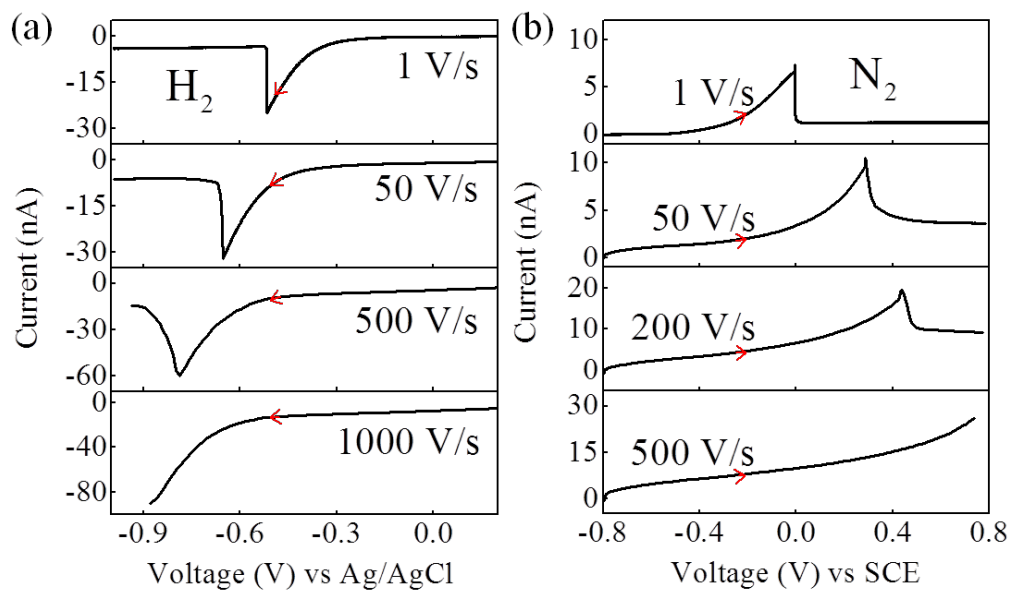 (a)
0
-15
-30
H2
1 V/s
0
-15
-30
50 V/s
0
-30
-60
500 V/s
0
-40
-80
1000 V/s
-0.9 -0.6 -0.3 0.0
Voltage (V) vs Ag/AgCl
Current (nA)
(b)
10
5
0
1 V/s
N2
10
5
0
50 V/s
20
10
0
200 V/s
30
15
0
500 V/s
-0.8 -0.4 0.0 0.4 0.8
Voltage (V) vs SCE
Current (nA)